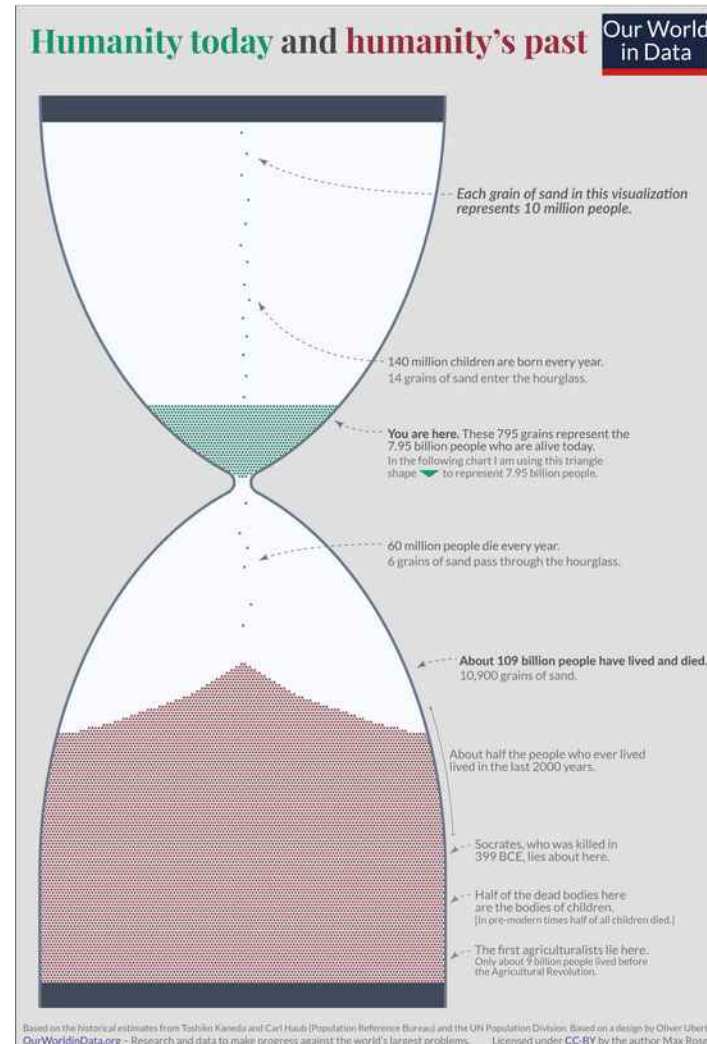 Humanity today and humanity's past
Our World
in Data
Each grain of sand in this visualization
represents 10 million people.
140 million children are born every year.
14 grains of sand enter the hourglass.
You are here. These 795 grains represent the
7.95 billion people who are alive today.
In the following chart I am using this triangle
shape to represent 7.95 billion people.
60 million people die every year.
6 grains of sand pass through the hourglass.
About 109 billion people have lived and died.
10,900 grains of sand.
About half the people who ever lived
lived in the last 2000 years.
Socrates, who was killed in
399 BCE, lies about here.
Half of the dead bodies here
are the bodies of children.
[In pre-modern times half of all children died.]
The first agriculturalists lie here.
Only about 9 billion people lived before
the Agricultural Revolution.
Based on the historical estimates from Toshiko Kaneda and Carl Haub (Population Reference Bureau) and the UN Population Division. Based on a design by Oliver Uberti
OurWorldinData.org – Research and data to make progress against the world's largest problems. Licensed under CC-BY by the author Max Rose